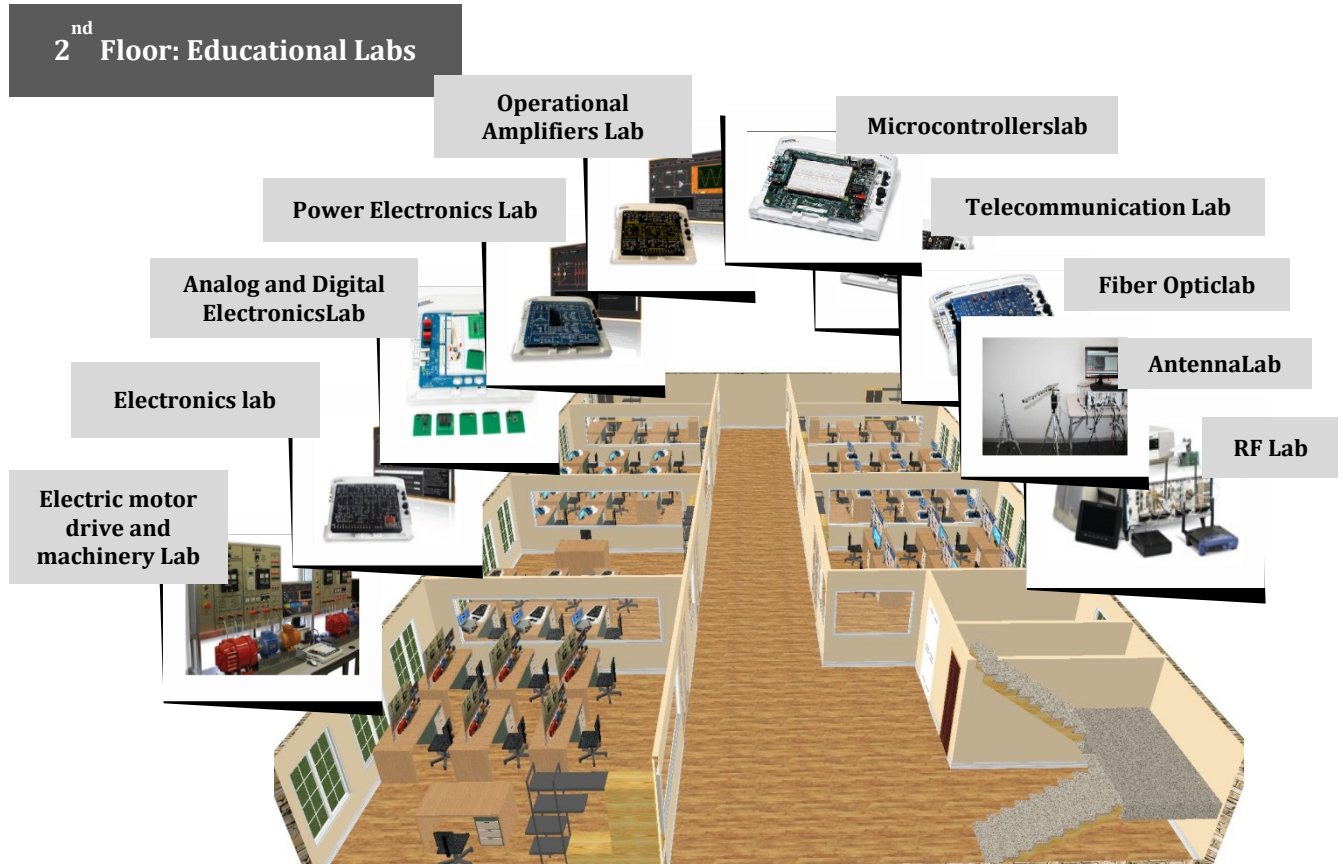 2nd Floor: Educational Labs
Operational
Amplifiers Lab
Microcontrollerslab
Power Electronics Lab
Telecommunication Lab
Analog and Digital
ElectronicsLab
Fiber Opticlab
Electronics lab
AntennaLab
RF Lab
Electric motor
drive and
machinery Lab